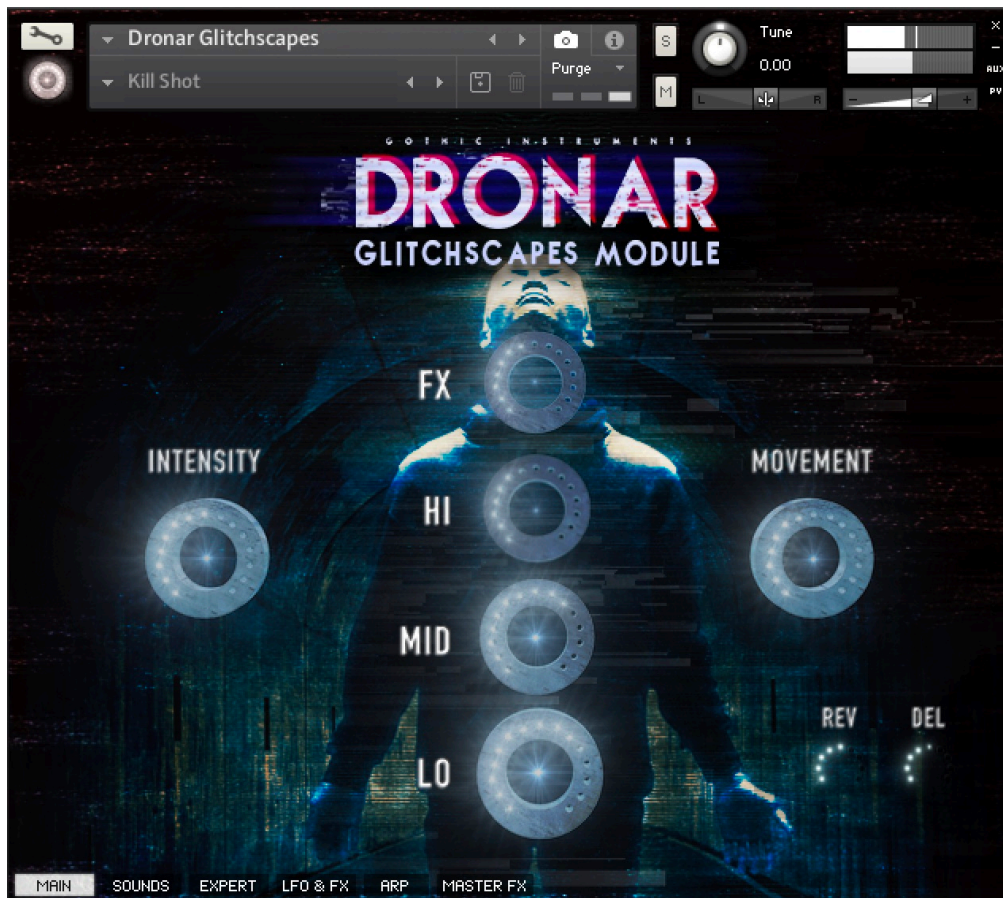 Dronar Glitchscapes
Kill Shot
Purge
S
M
Tune
0.00
L
R
-
+
×
-
AUX
PV
GOTHIC INSTRUMENTS
DRONAR
GLITCHSCAPES MODULE
FX
INTENSITY
MOVEMENT
HI
MID
REV
DEL
LO
MAIN
SOUNDS
EXPERT
LFO & FX
ARP
MASTER FX